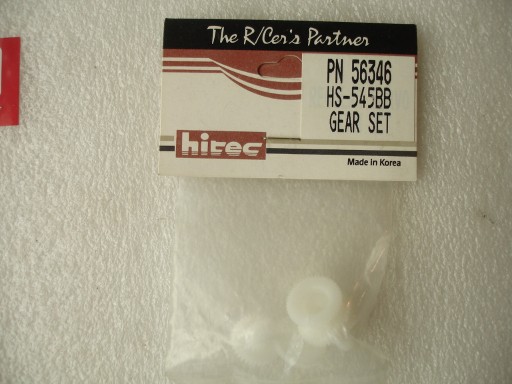 The R/Cer's Partner
PN 56346
HS-545BB
GEAR SET
hitec
Made in Korea